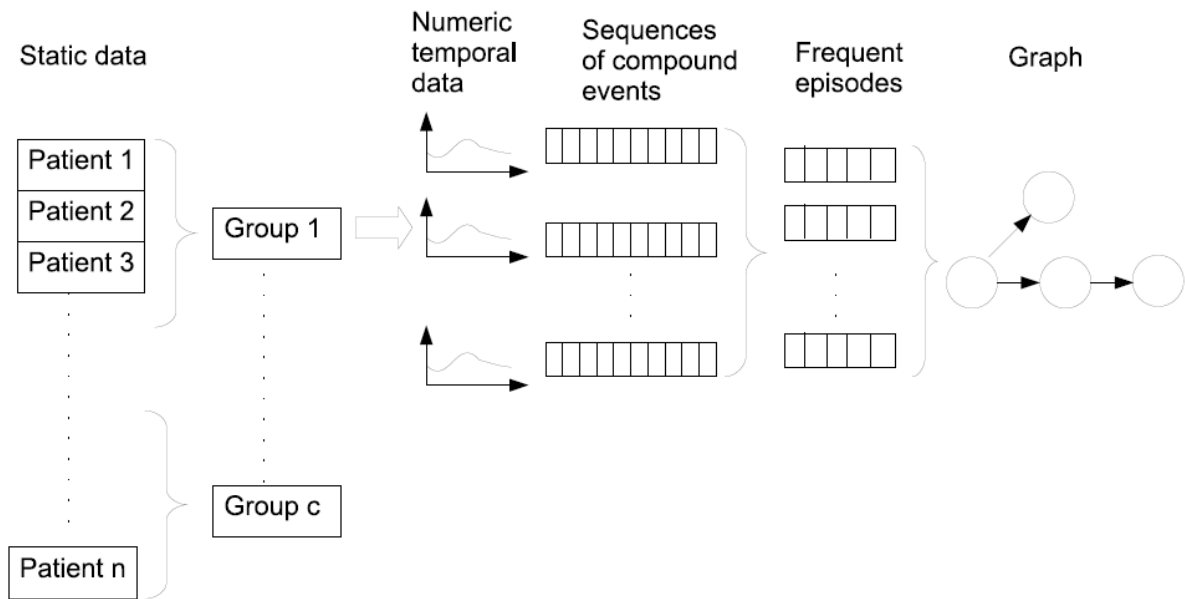 Static data
Numeric
temporal
data
Sequences
of compound
events
Frequent
episodes
Graph
Patient 1
Patient 2
Patient 3
Group 1
Group c
Patient n